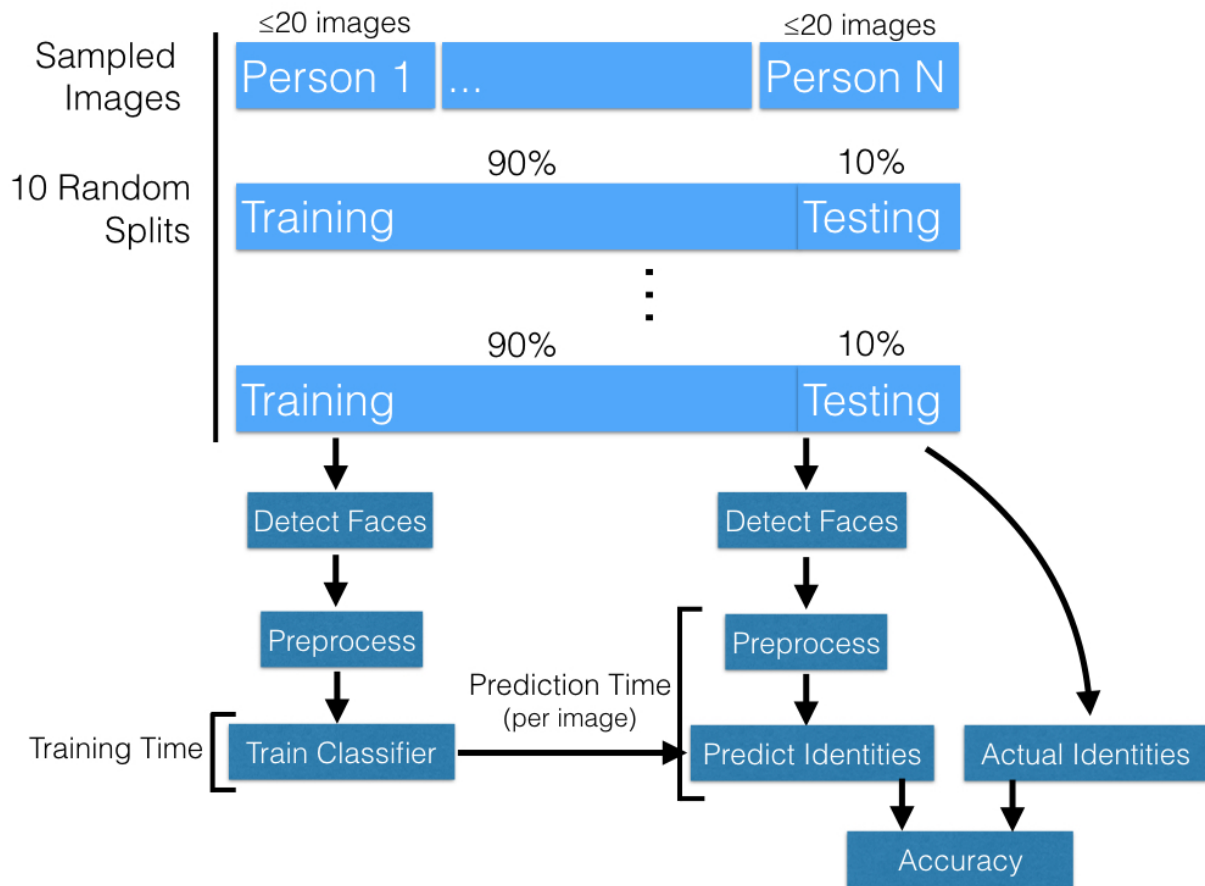 ≤20 images
≤20 images
Sampled
Images
Person 1
...
Person N
10 Random
Splits
90%
10%
Training
Testing
90%
10%
Training
Testing
Detect Faces
Detect Faces
Preprocess
Preprocess
Prediction Time
(per image)
Training Time
Train Classifier
Predict Identities
Actual Identities
Accuracy